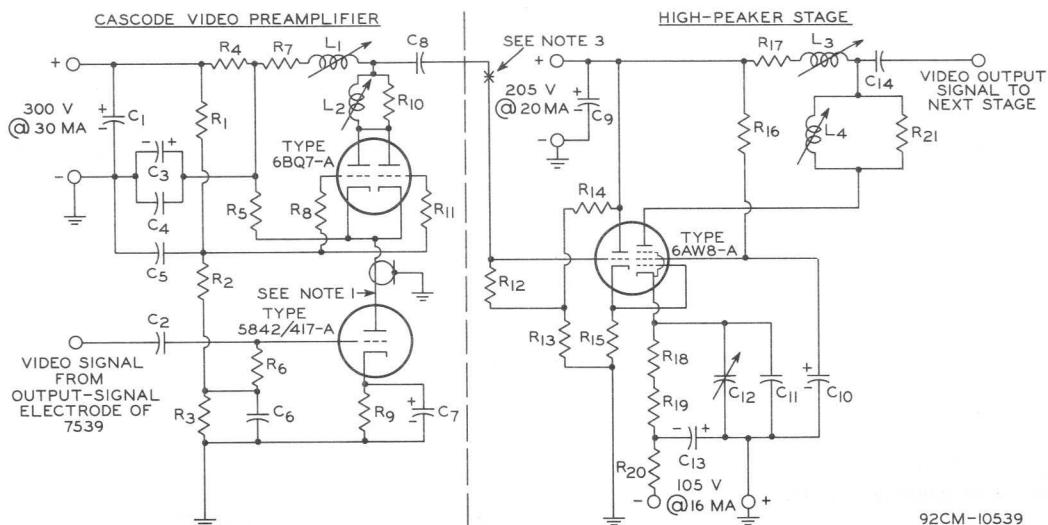 CASCODE VIDEO PREAMPLIFIER
HIGH-PEAKER STAGE
R4
R7
L1
C8
SEE NOTE 3
R17
L3
C14
VIDEO OUTPUT
SIGNAL TO
NEXT STAGE
+
300 V
@ 30 MA
-
+
-
C1
R1
L2
R10
+
205 V
@ 20 MA
-
+
-
C9
R16
L4
R21
- +
C3
C4
C5
TYPE
6BQ7-A
R5
R8
R11
R14
TYPE
6AW8-A
R2
SEE NOTE 1
TYPE
5842/417-A
R12
R13
R15
R18
C2
R6
C12
C11
+
-
C10
VIDEO SIGNAL
FROM
OUTPUT-SIGNAL
ELECTRODE OF
7539
R3
C6
R9
+
-
C7
R19
- +
C13
R20
105 V
@ 16 MA
-
+
92CM-10539